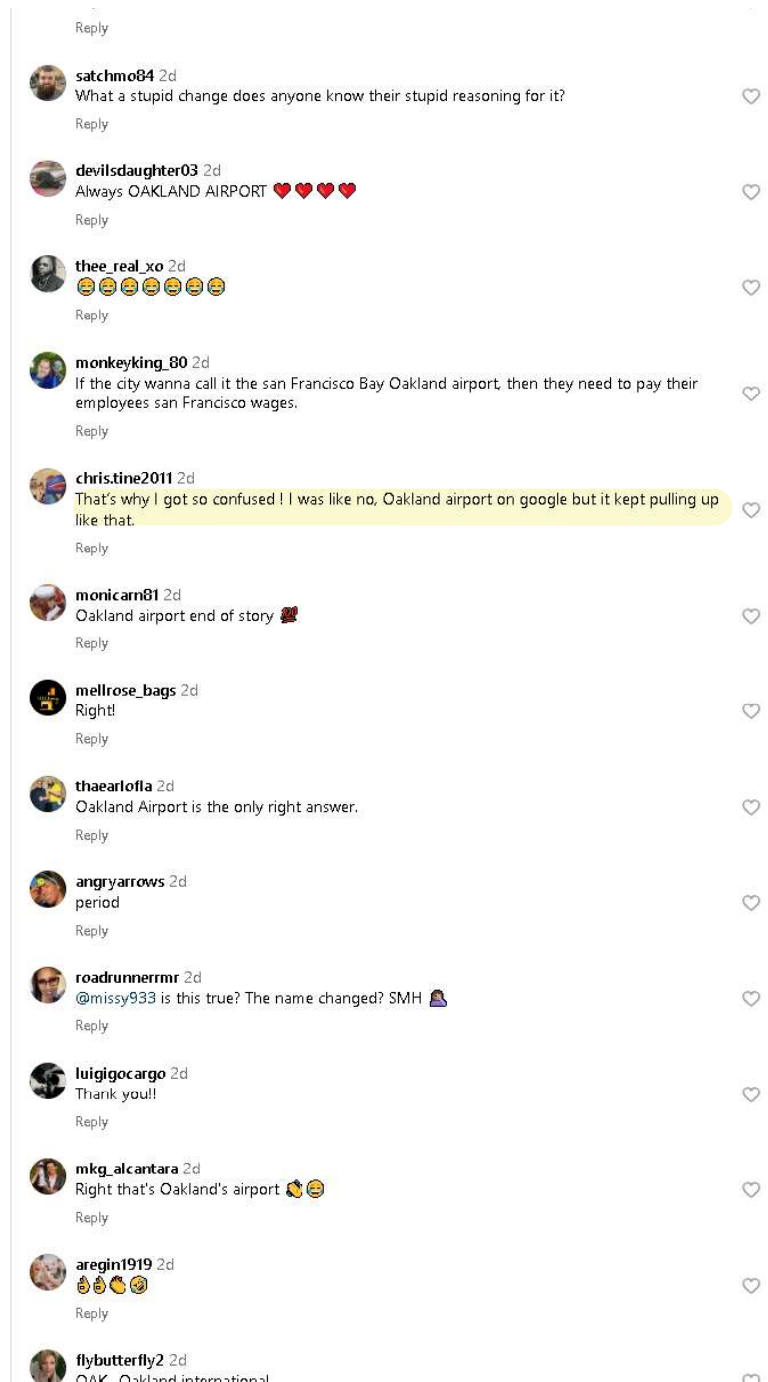 Reply
satchmo84 2d
What a stupid change does anyone know their stupid reasoning for it?
Reply
devilsdaughter03 2d
Always OAKLAND AIRPORT ❤️❤️❤️❤️
Reply
thee_real_xo 2d
😂😂😂😂😂😂😂
Reply
monkeyking_80 2d
If the city wanna call it the san Francisco Bay Oakland airport, then they need to pay their
employees san Francisco wages.
Reply
chris.tine2011 2d
That's why I got so confused ! I was like no, Oakland airport on google but it kept pulling up
like that.
Reply
monicarn81 2d
Oakland airport end of story 💯
Reply
mellrose_bags 2d
Right!
Reply
thaearlofla 2d
Oakland Airport is the only right answer.
Reply
angryarrows 2d
period
Reply
roadrunnerrmr 2d
@missy933 is this true? The name changed? SMH 🤦🏽‍♀️
Reply
luigigocargo 2d
Thank you!!
Reply
mkg_alcantara 2d
Right that's Oakland's airport 👏😂
Reply
aregin1919 2d
👌👌👏🤣
Reply
flybutterfly2 2d
OAK Oakland international